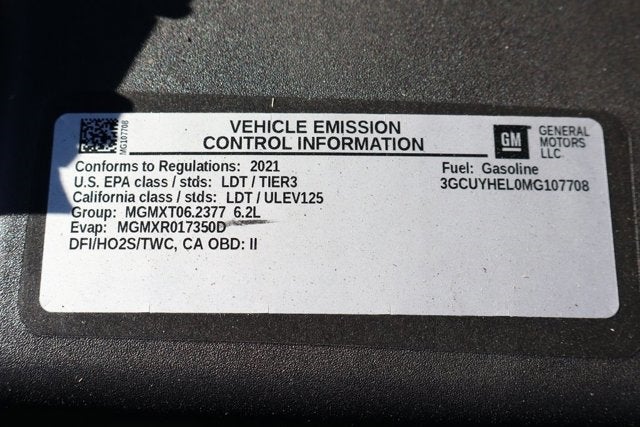 MG107708
VEHICLE EMISSION
CONTROL INFORMATION
GM
GENERAL
MOTORS
LLC
Conforms to Regulations: 2021
U.S. EPA class / stds: LDT / TIER3
California class / stds: LDT / ULEV125
Group: MGMXT06.2377 6.2L
Evap: MGMXR017350D
DFI/HO2S/TWC, CA OBD: II
Fuel: Gasoline
3GCUYHEL0MG107708